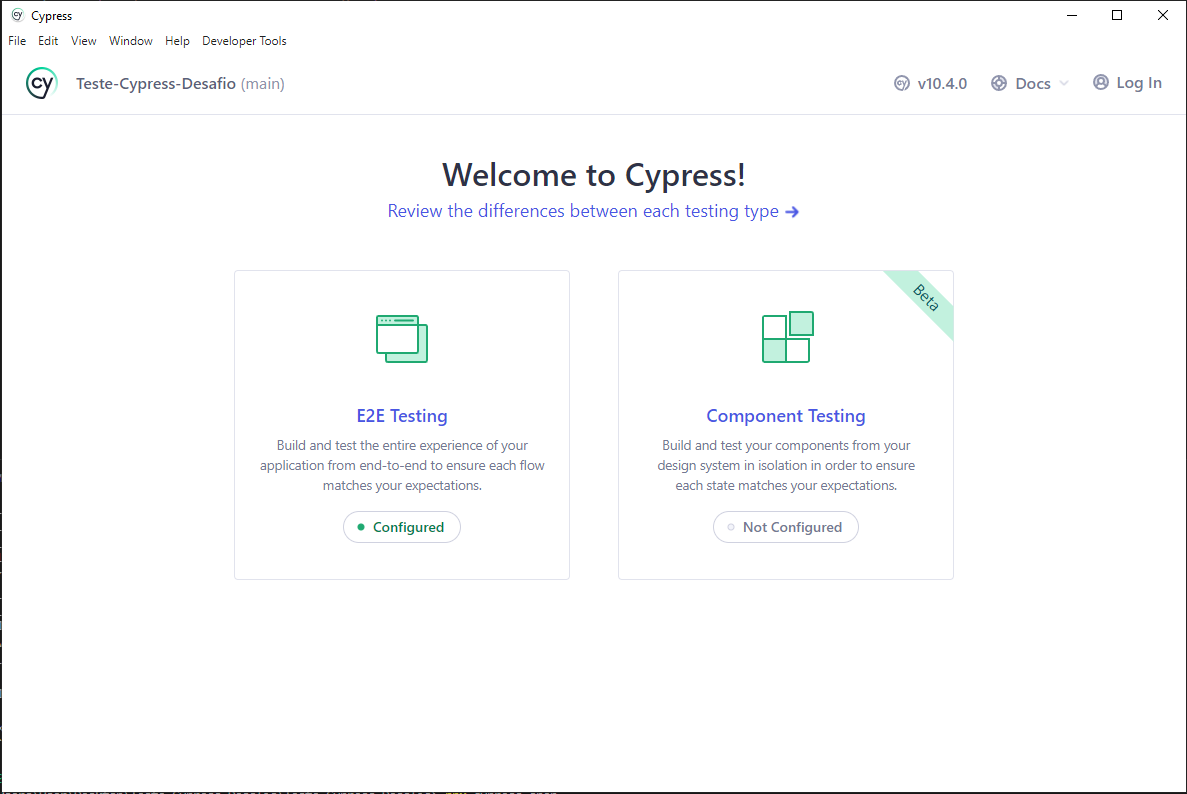 Cypress
File Edit View Window Help Developer Tools
cy Teste-Cypress-Desafio (main) v10.4.0 Docs Log In
Welcome to Cypress!
Review the differences between each testing type →
Beta
E2E Testing
Build and test the entire experience of your
application from end-to-end to ensure each flow
matches your expectations.
Configured
Component Testing
Build and test your components from your
design system in isolation in order to ensure
each state matches your expectations.
Not Configured